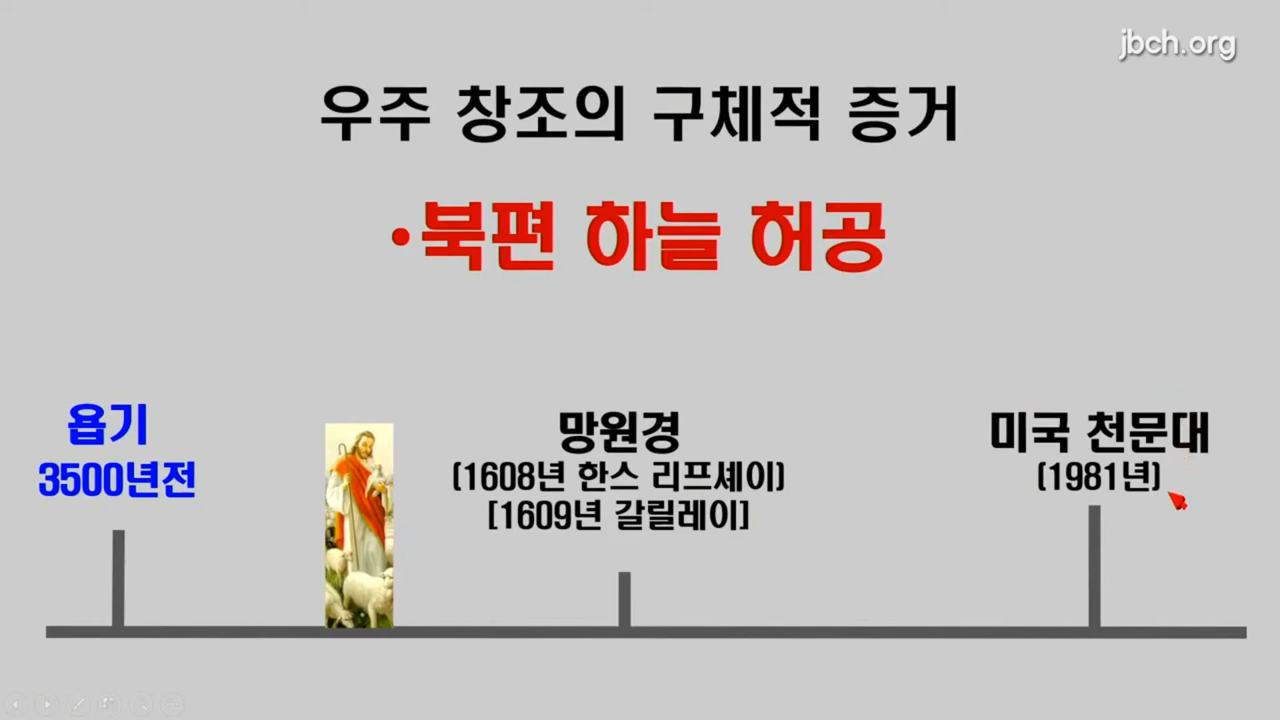 jbch.org
우주 창조의 구체적 증거
•북편 하늘 허공
욥기
3500년전
망원경
(1608년 한스 리프셰이)
[1609년 갈릴레이]
미국 천문대
(1981년)